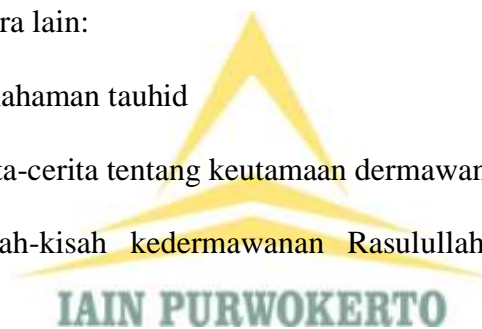 ra lain:
ahaman tauhid
ta-cerita tentang keutamaan dermawan
ah-kisah kedermawanan Rasulullah
IAIN PURWOKERTO